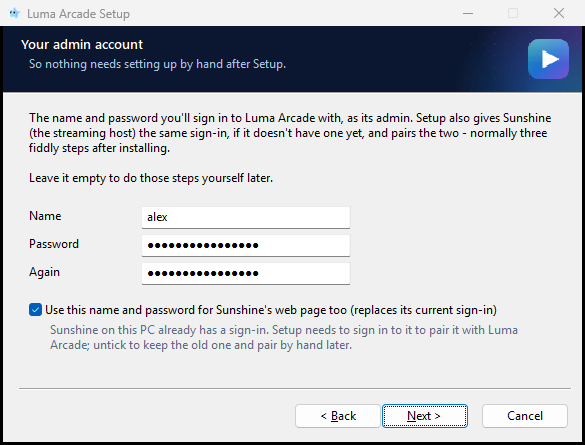 Luma Arcade Setup
Your admin account
So nothing needs setting up by hand after Setup.
The name and password you'll sign in to Luma Arcade with, as its admin. Setup also gives Sunshine
(the streaming host) the same sign-in, if it doesn't have one yet, and pairs the two - normally three
fiddly steps after installing.
Leave it empty to do those steps yourself later.
Name
alex
Password
●●●●●●●●●●●●●●●●
Again
●●●●●●●●●●●●●●●●
Use this name and password for Sunshine's web page too (replaces its current sign-in)
Sunshine on this PC already has a sign-in. Setup needs to sign in to it to pair it with Luma
Arcade; untick to keep the old one and pair by hand later.
< Back
Next >
Cancel